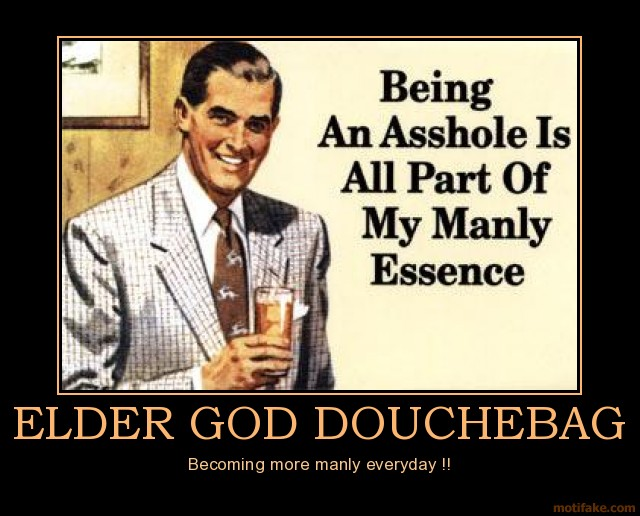 Being
An Asshole Is
All Part Of
My Manly
Essence
ELDER GOD DOUCHEBAG
Becoming more manly everyday !!
motifake.com